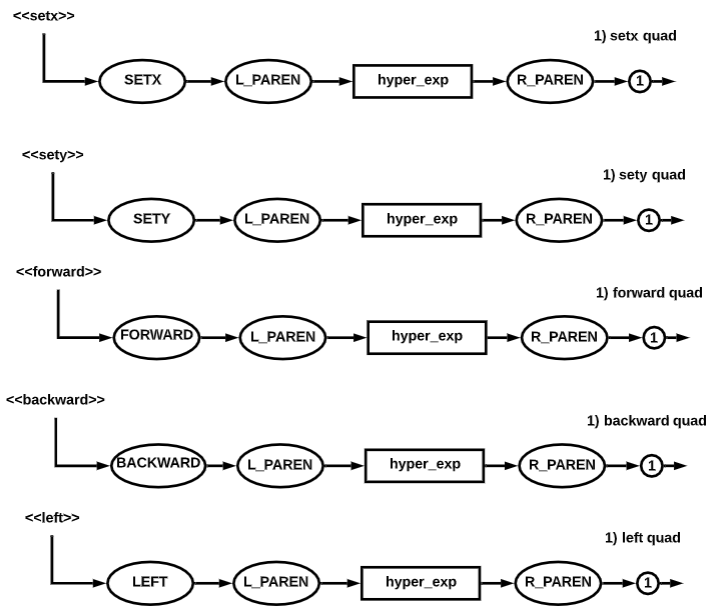 <<setx>>
1) setx quad
SETX L_PAREN hyper_exp R_PAREN 1
<<sety>>
1) sety quad
SETY L_PAREN hyper_exp R_PAREN 1
<<forward>>
1) forward quad
FORWARD L_PAREN hyper_exp R_PAREN 1
<<backward>>
1) backward quad
BACKWARD L_PAREN hyper_exp R_PAREN 1
<<left>>
1) left quad
LEFT L_PAREN hyper_exp R_PAREN 1